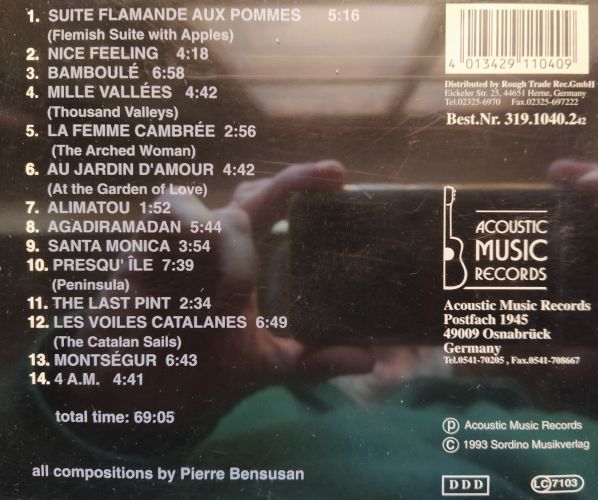 1. SUITE FLAMANDE AUX POMMES 5:16
(Flemish Suite with Apples)
2. NICE FEELING 4:18
3. BAMBOULÉ 6:58
4. MILLE VALLÉES 4:42
(Thousand Valleys)
5. LA FEMME CAMBRÉE 2:56
(The Arched Woman)
6. AU JARDIN D'AMOUR 4:42
(At the Garden of Love)
7. ALIMATOU 1:52
8. AGADIRAMADAN 5:44
9. SANTA MONICA 3:54
10. PRESQU' ÎLE 7:39
(Peninsula)
11. THE LAST PINT 2:34
12. LES VOILES CATALANES 6:49
(The Catalan Sails)
13. MONTSÉGUR 6:43
14. 4 A.M. 4:41
total time: 69:05
all compositions by Pierre Bensusan
4 013429 110409
Distributed by Rough Trade Rec.GmbH
Eickeler Str. 25, 44651 Herne, Germany
Tel.02325-6970 Fax.02325-697222
Best.Nr. 319.1040.2 42
ACOUSTIC
MUSIC
RECORDS
Acoustic Music Records
Postfach 1945
49009 Osnabrück
Germany
Tel.0541-70205 , Fax.0541-708667
℗ Acoustic Music Records
© 1993 Sordino Musikverlag
DDD
LC 7103